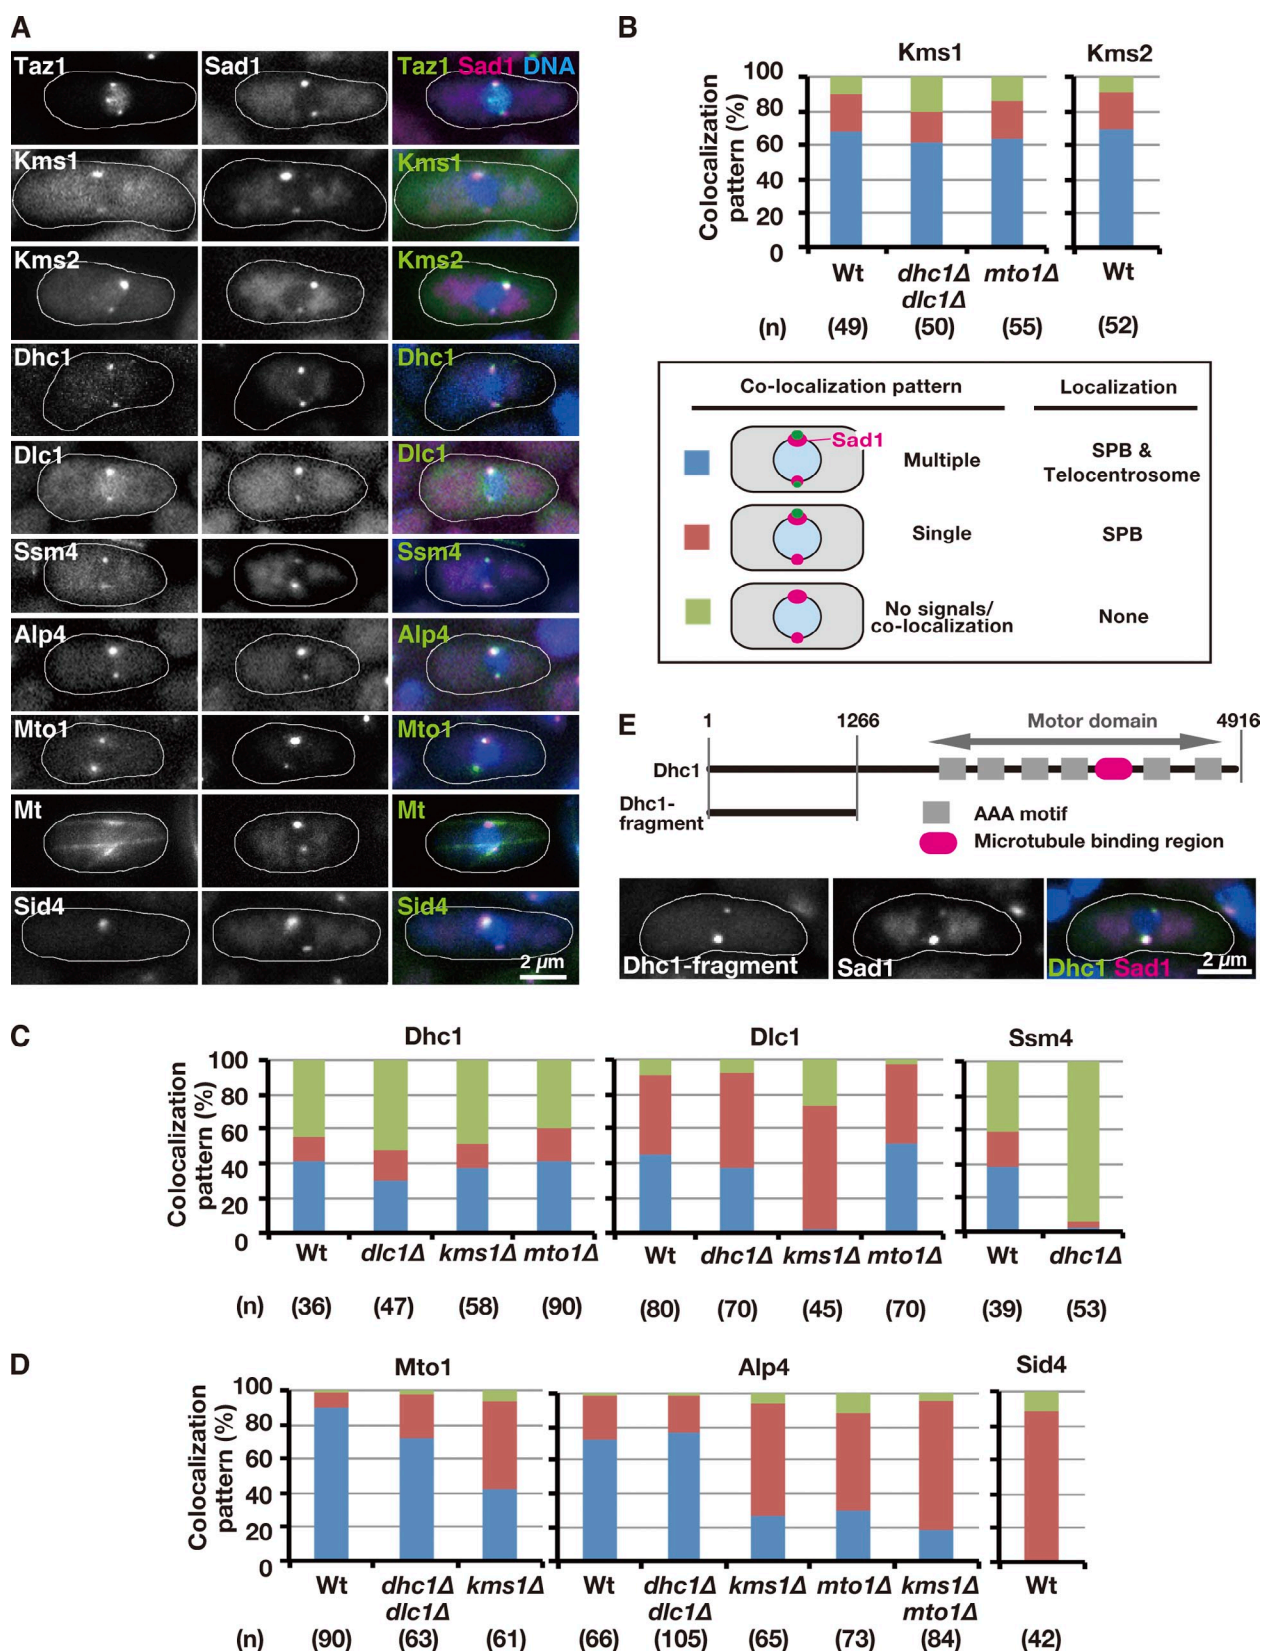 A
Taz1
Sad1
Taz1 Sad1 DNA
Kms1
Kms1
Kms2
Kms2
Dhc1
Dhc1
Dlc1
Dlc1
Ssm4
Ssm4
Alp4
Alp4
Mto1
Mto1
Mt
Mt
Sid4
Sid4
2 µm
B
Kms1
Kms2
Colocalization
pattern (%)
100
80
60
40
20
0
Wt
dhc1Δ
dlc1Δ
mto1Δ
Wt
(n)
(49)
(50)
(55)
(52)
Co-localization pattern
Localization
Sad1
Multiple
SPB &
Telocentrosome
Single
SPB
No signals/
co-localization
None
E
1
1266
Motor domain
4916
Dhc1
Dhc1-
fragment
AAA motif
Microtubule binding region
Dhc1-fragment
Sad1
Dhc1 Sad1
2 µm
C
Dhc1
Dlc1
Ssm4
Colocalization
pattern (%)
100
80
60
40
20
0
Wt
dlc1Δ
kms1Δ
mto1Δ
Wt
dhc1Δ
kms1Δ
mto1Δ
Wt
dhc1Δ
(n)
(36)
(47)
(58)
(90)
(80)
(70)
(45)
(70)
(39)
(53)
D
Mto1
Alp4
Sid4
Colocalization
pattern (%)
100
80
60
40
20
0
Wt
dhc1Δ
dlc1Δ
kms1Δ
Wt
dhc1Δ
dlc1Δ
kms1Δ
mto1Δ
kms1Δ
mto1Δ
Wt
(n)
(90)
(63)
(61)
(66)
(105)
(65)
(73)
(84)
(42)